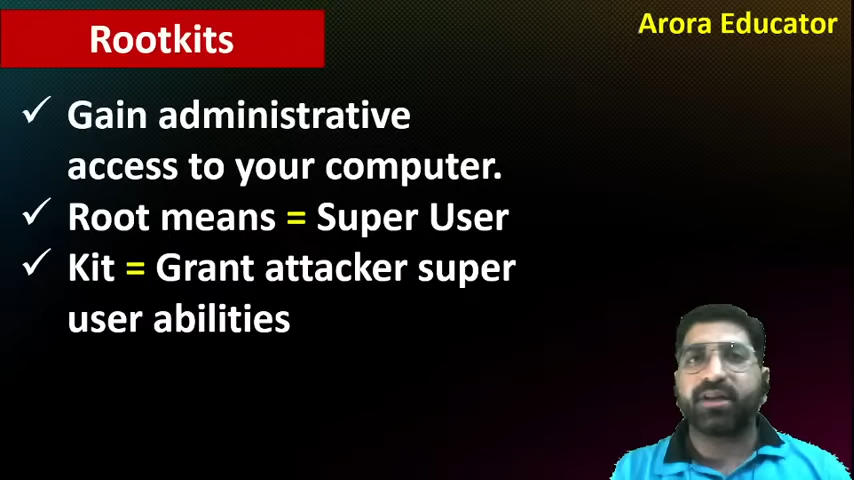 Rootkits
Arora Educator
✓ Gain administrative
access to your computer.
✓ Root means = Super User
✓ Kit = Grant attacker super
user abilities